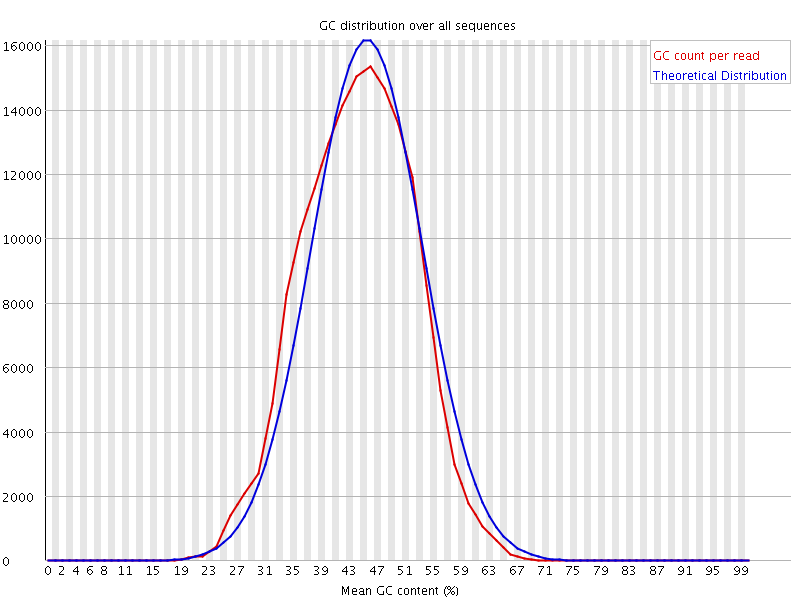 GC distribution over all sequences
GC count per read
Theoretical Distribution
16000
14000
12000
10000
8000
6000
4000
2000
0
0 2 4 6 8 11 15 19 23 27 31 35 39 43 47 51 55 59 63 67 71 75 79 83 87 91 95 99
Mean GC content (%)